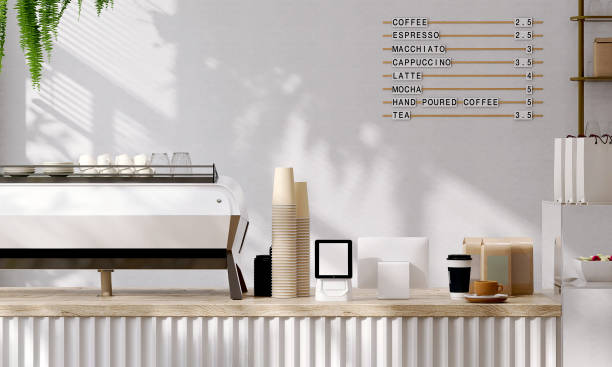 COFFEE 2.5
ESPRESSO 2.5
MACCHIATO 3
CAPPUCCINO 3.5
LATTE 4
MOCHA 5
HAND POURED COFFEE 5
TEA 3.5